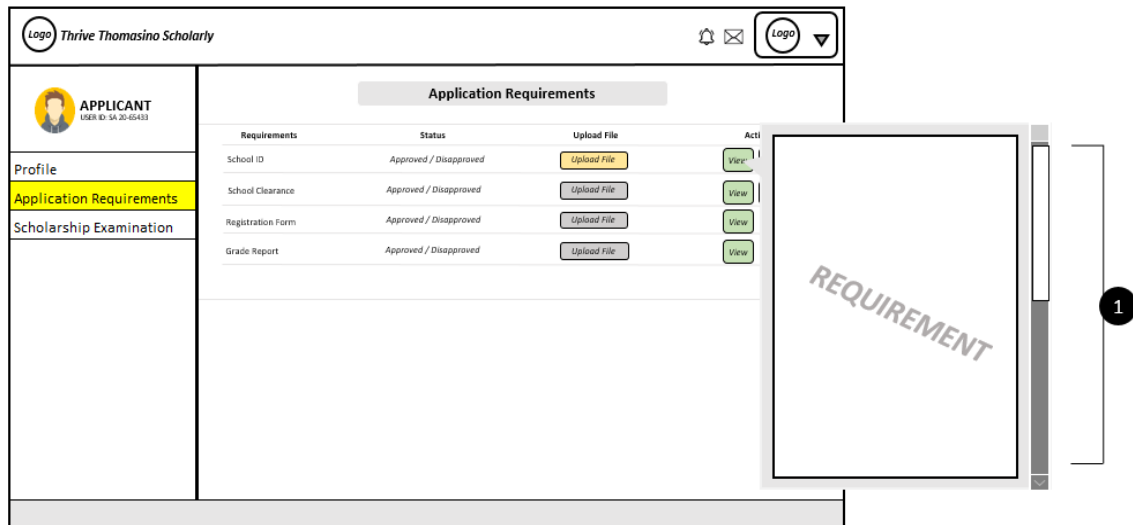 Logo Thrive Thomasino Scholarly Logo
APPLICANT
USER ID: SA 20-65433
Profile
Application Requirements
Scholarship Examination
Application Requirements
Requirements Status Upload File Acti
School ID Approved / Disapproved Upload File View
School Clearance Approved / Disapproved Upload File View
Registration Form Approved / Disapproved Upload File View
Grade Report Approved / Disapproved Upload File View
REQUIREMENT
1